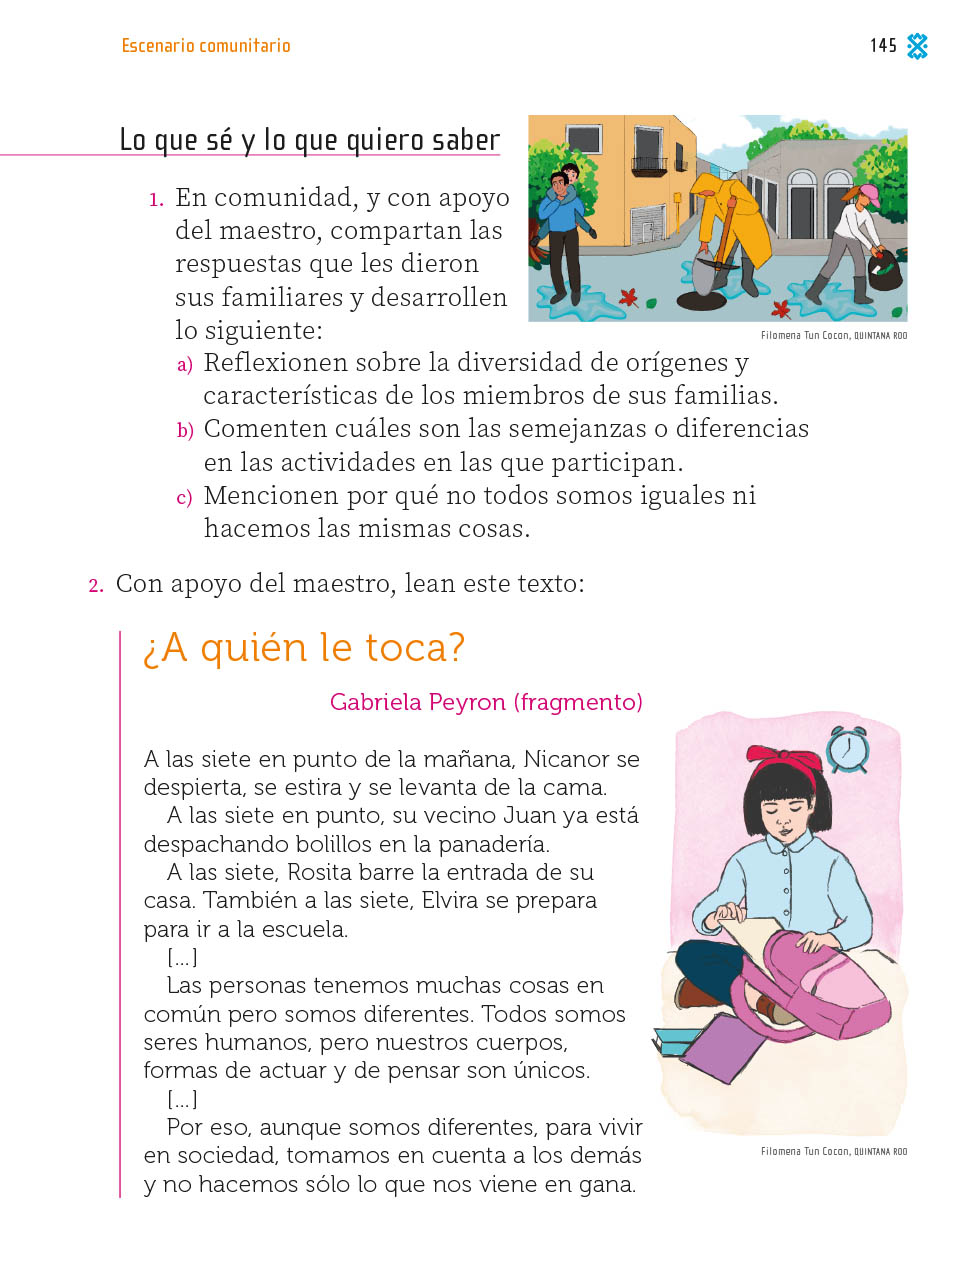 Escenario comunitario
145
Lo que sé y lo que quiero saber
1. En comunidad, y con apoyo
del maestro, compartan las
respuestas que les dieron
sus familiares y desarrollen
lo siguiente:
Filomena Tun Cocon, QUINTANA ROO
a) Reflexionen sobre la diversidad de orígenes y
características de los miembros de sus familias.
b) Comenten cuáles son las semejanzas o diferencias
en las actividades en las que participan.
c) Mencionen por qué no todos somos iguales ni
hacemos las mismas cosas.
2. Con apoyo del maestro, lean este texto:
¿A quién le toca?
Gabriela Peyron (fragmento)
A las siete en punto de la mañana, Nicanor se
despierta, se estira y se levanta de la cama.
A las siete en punto, su vecino Juan ya está
despachando bolillos en la panadería.
A las siete, Rosita barre la entrada de su
casa. También a las siete, Elvira se prepara
para ir a la escuela.
[...]
Las personas tenemos muchas cosas en
común pero somos diferentes. Todos somos
seres humanos, pero nuestros cuerpos,
formas de actuar y de pensar son únicos.
[...]
Por eso, aunque somos diferentes, para vivir
en sociedad, tomamos en cuenta a los demás
y no hacemos sólo lo que nos viene en gana.
Filomena Tun Cocon, QUINTANA ROO